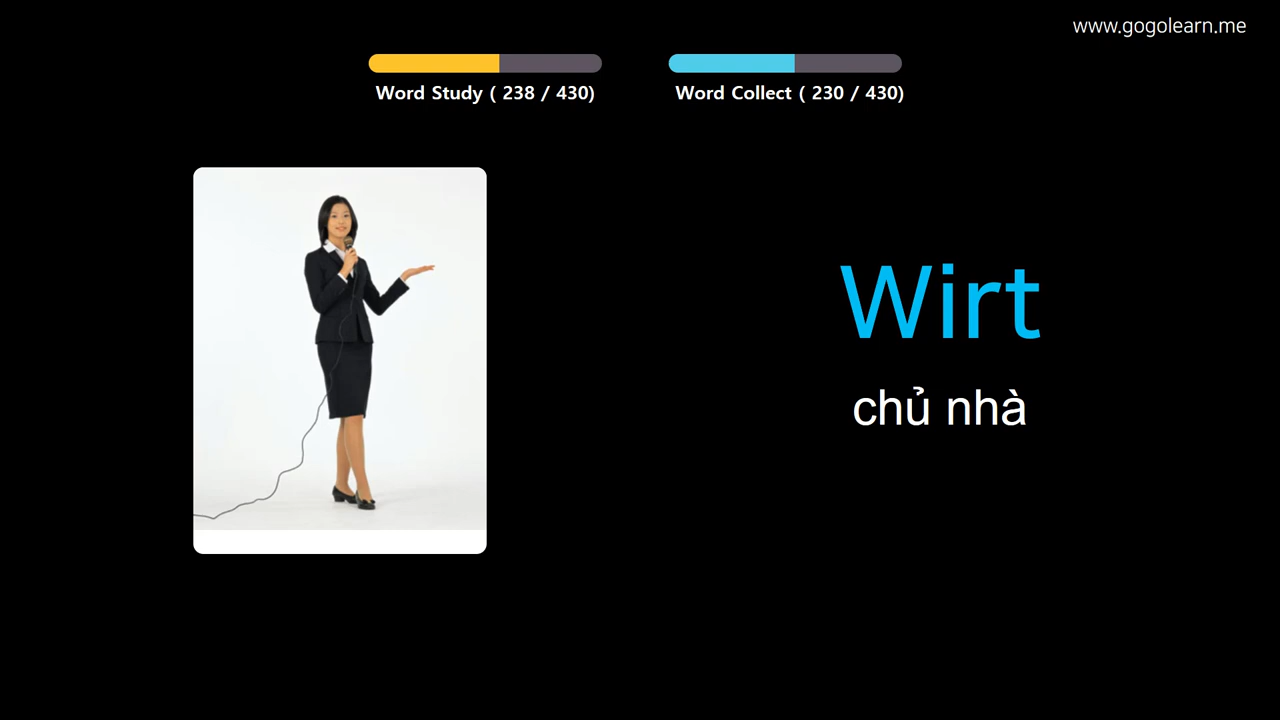 www.gogolearn.me
Word Study ( 238 / 430)
Word Collect ( 230 / 430)
Wirt
chủ nhà